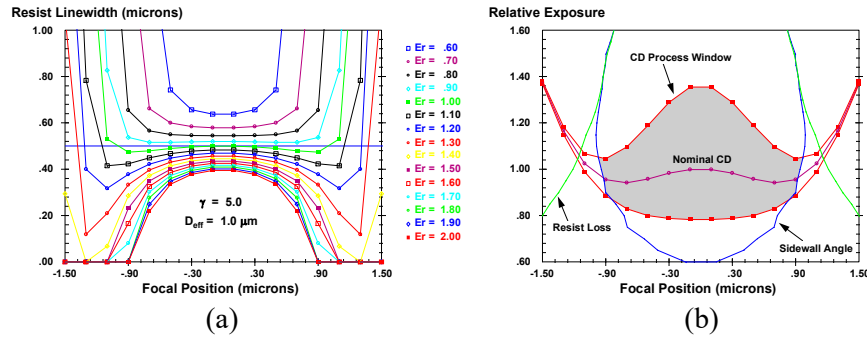 Resist Linewidth (microns)
1.00
.80
.60
.40
.20
.00
-1.50
-.90
-.30
.30
.90
1.50
Focal Position (microns)
γ = 5.0
D_eff = 1.0 μm
Er = .60
Er = .70
Er = .80
Er = .90
Er = 1.00
Er = 1.10
Er = 1.20
Er = 1.30
Er = 1.40
Er = 1.50
Er = 1.60
Er = 1.70
Er = 1.80
Er = 1.90
Er = 2.00
(a)
Relative Exposure
1.60
1.40
1.20
1.00
.80
.60
-1.50
-.90
-.30
.30
.90
1.50
Focal Position (microns)
CD Process Window
Nominal CD
Resist Loss
Sidewall Angle
(b)